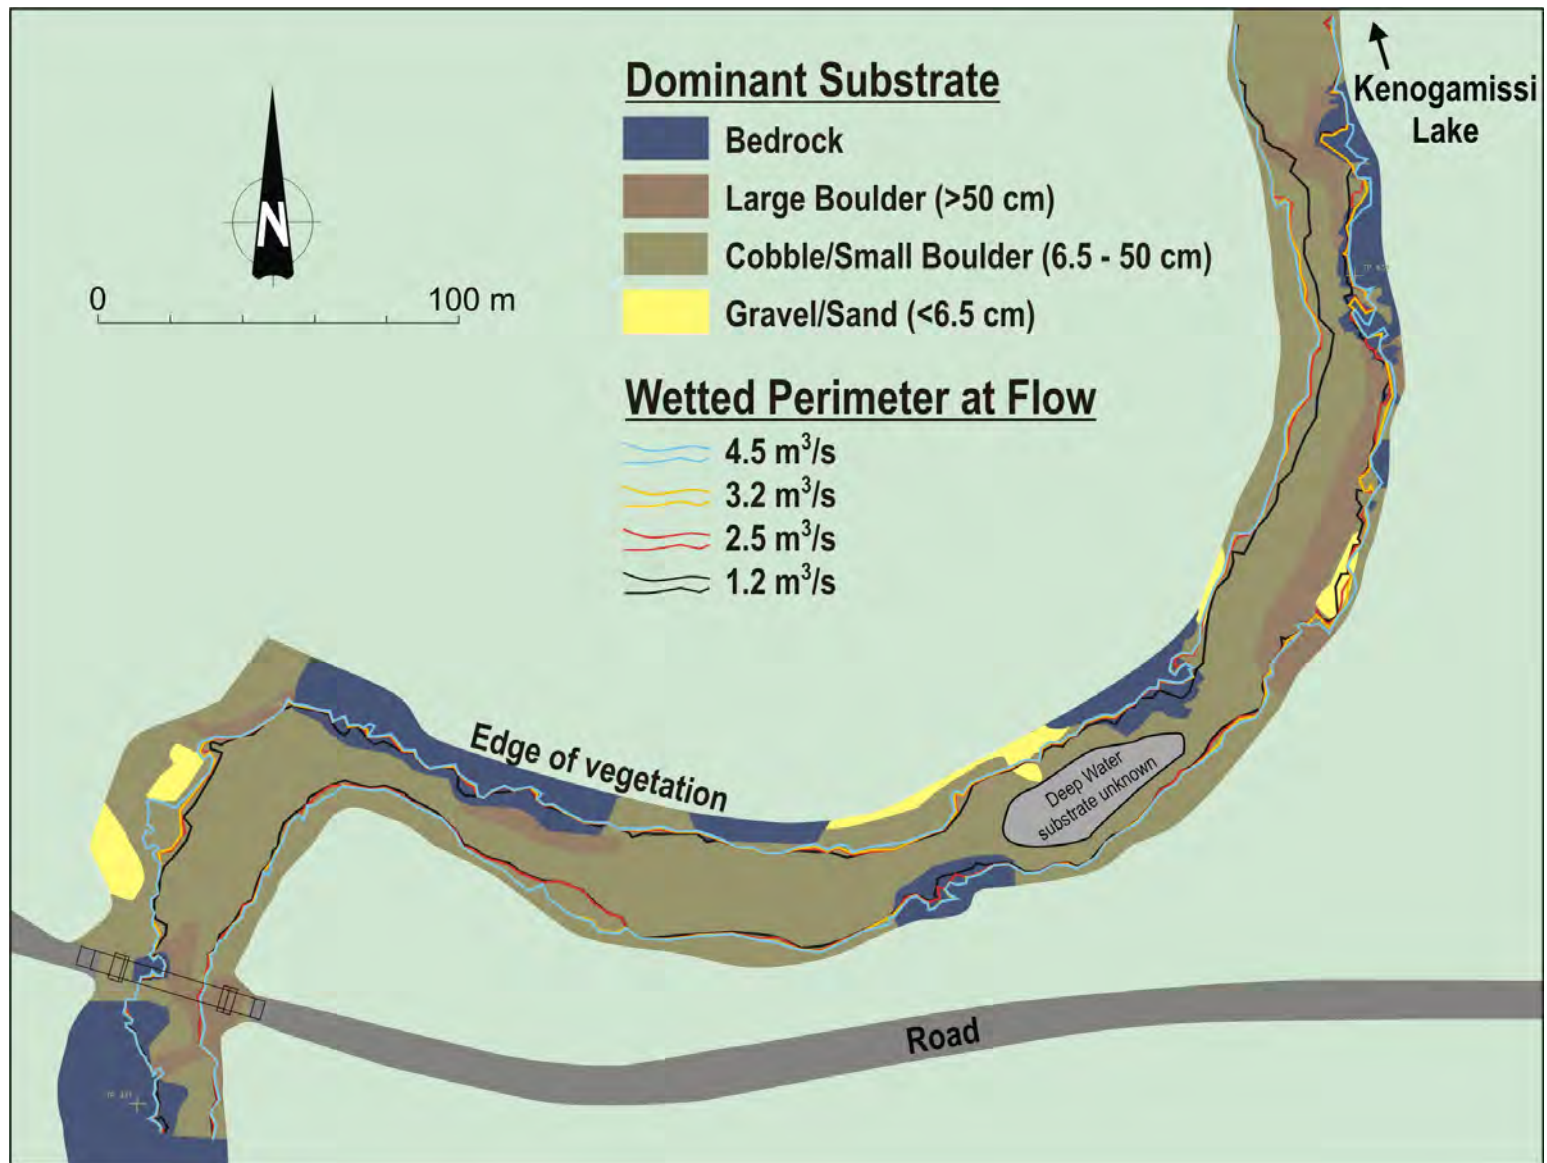 Dominant Substrate
Bedrock
Large Boulder (>50 cm)
Cobble/Small Boulder (6.5 - 50 cm)
Gravel/Sand (<6.5 cm)
Wetted Perimeter at Flow
4.5 m³/s
3.2 m³/s
2.5 m³/s
1.2 m³/s
N
0 100 m
Kenogamissi
Lake
Edge of vegetation
Deep Water
substrate unknown
Road